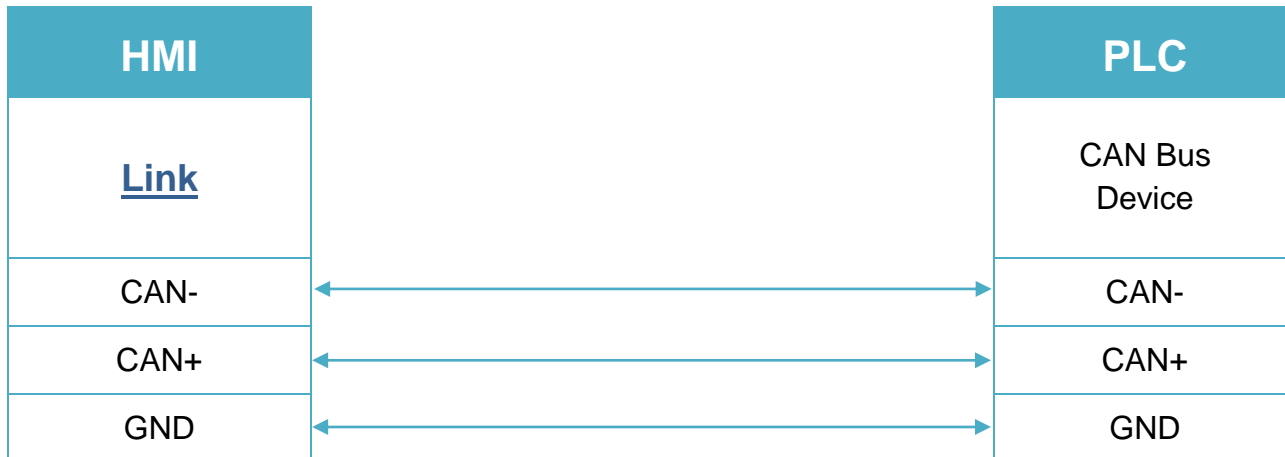 HMI
PLC
Link
CAN Bus
Device
CAN-
CAN-
CAN+
CAN+
GND
GND